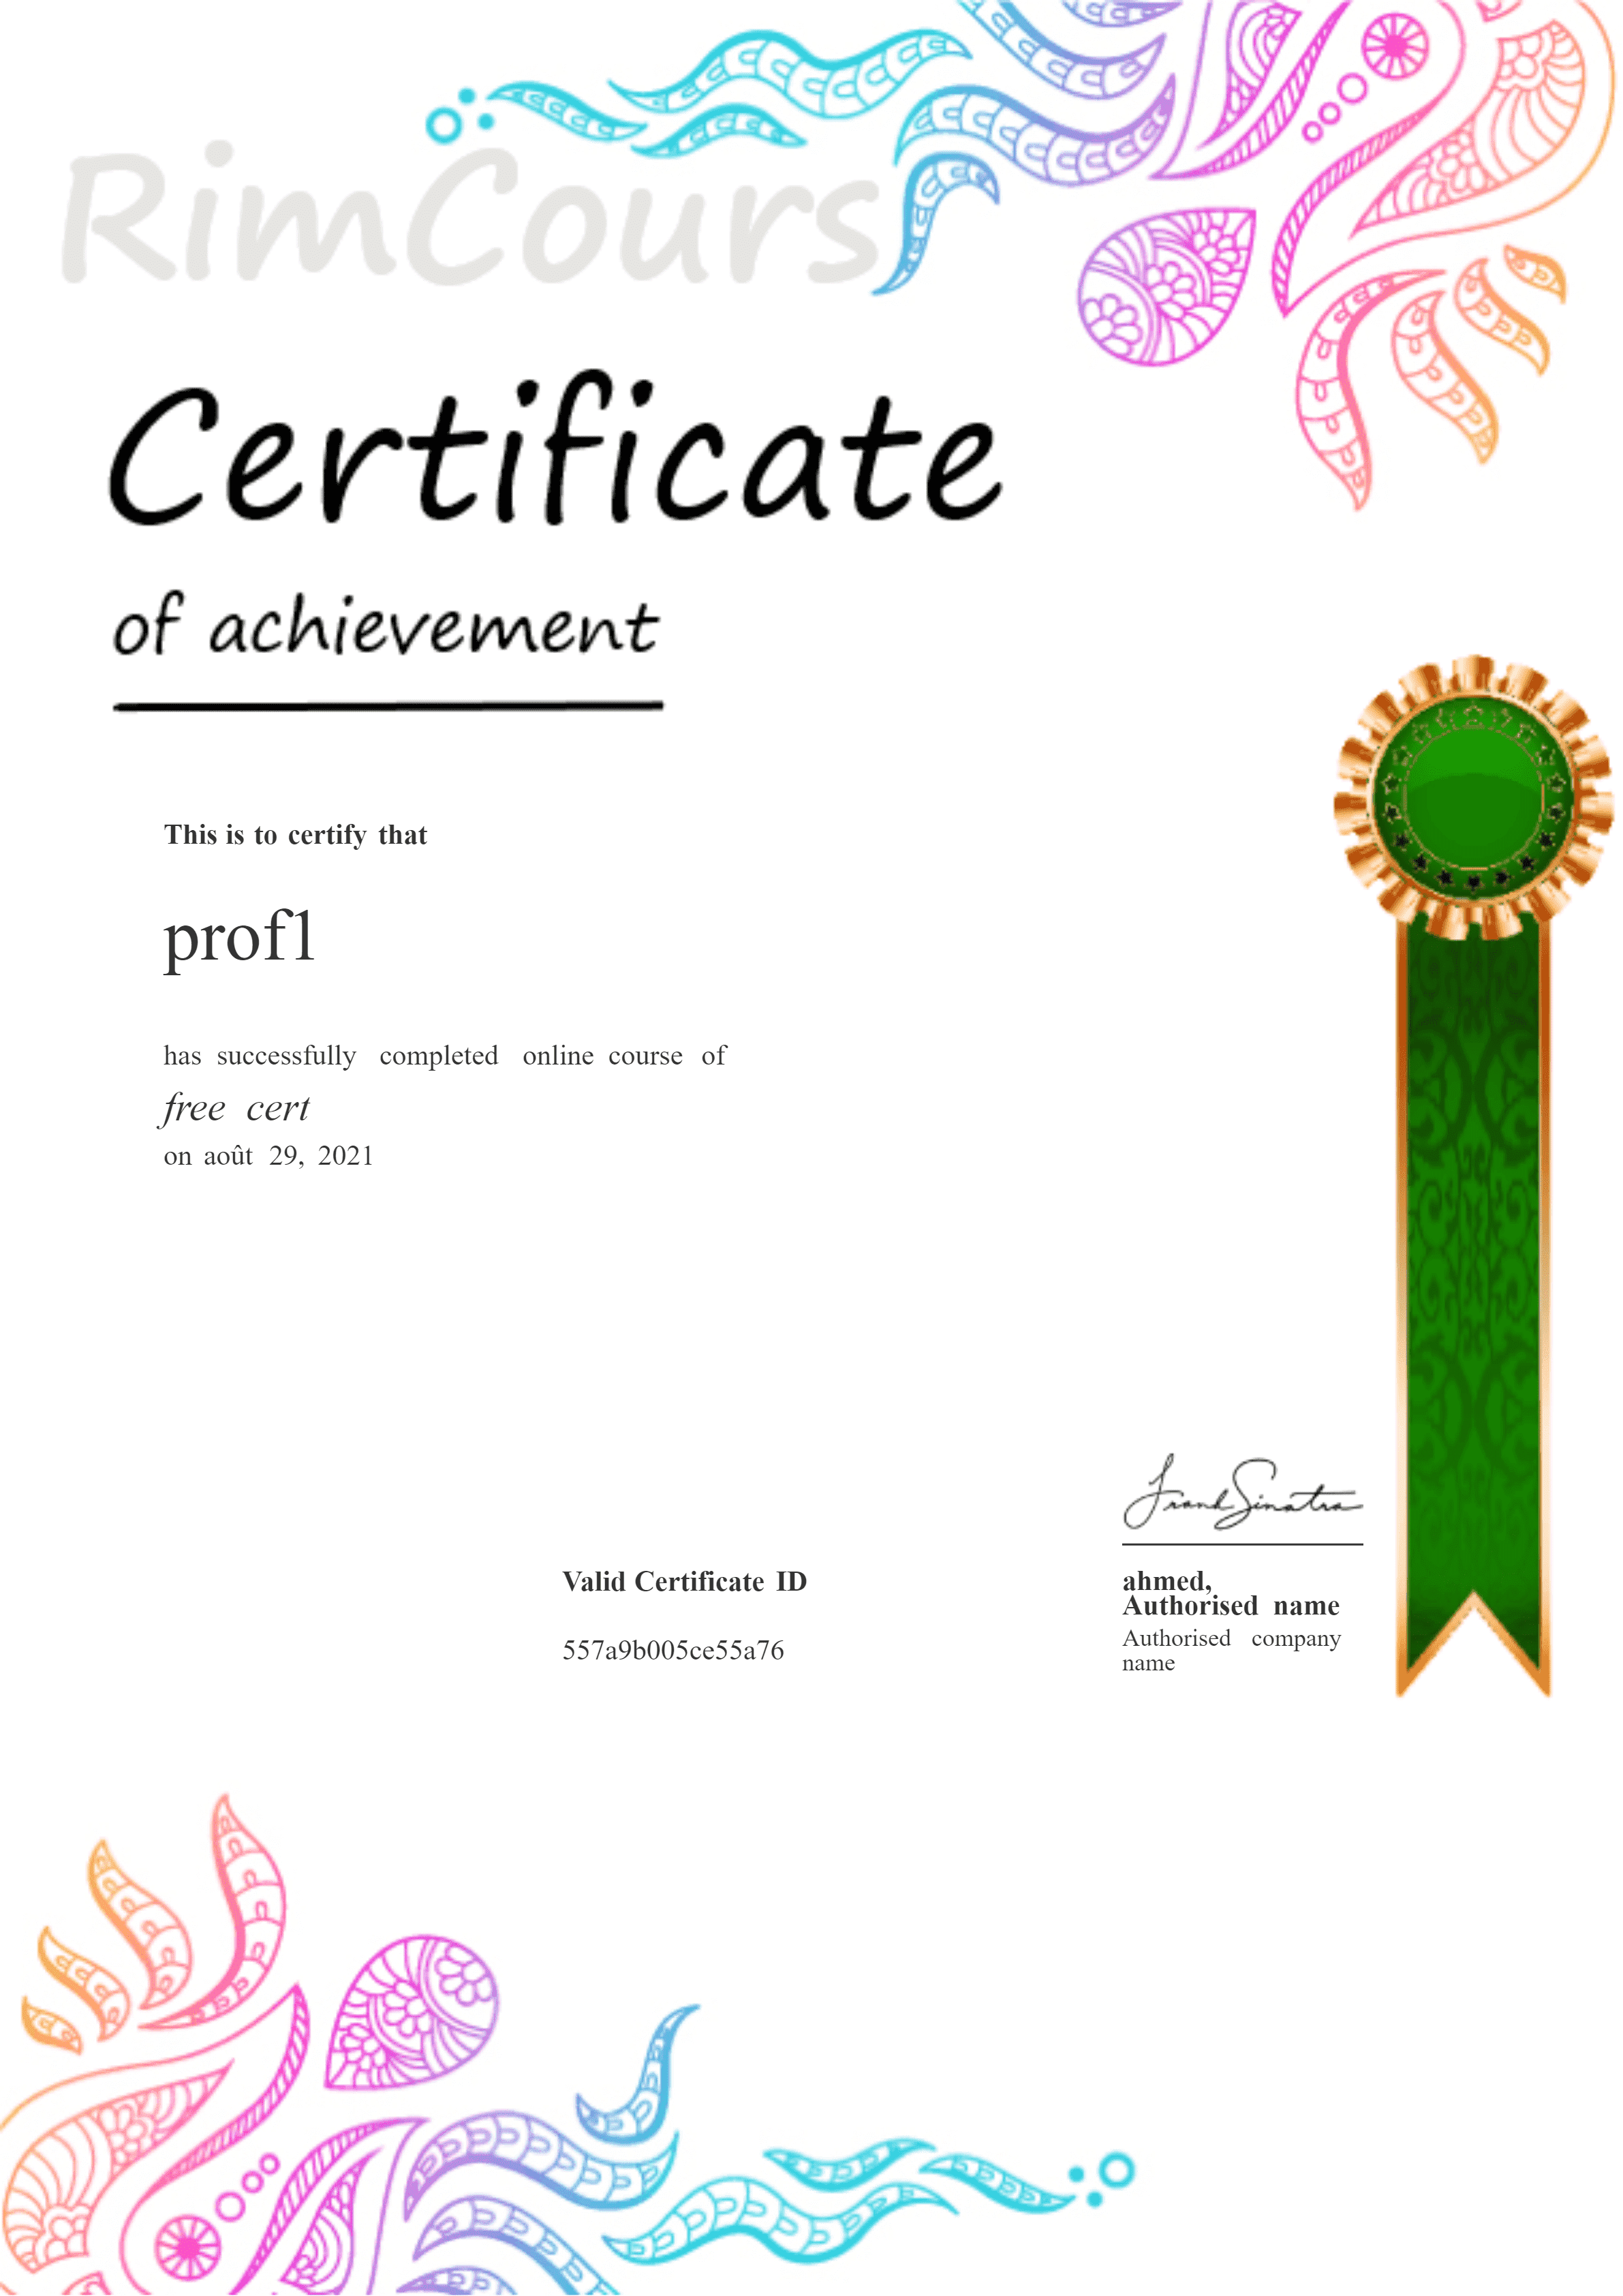 RimCours
Certificate
of achievement
This is to certify that
prof1
has successfully completed online course of
free cert
on août 29, 2021
Frank Sinatra
Valid Certificate ID
557a9b005ce55a76
ahmed,
Authorised name
Authorised company
name